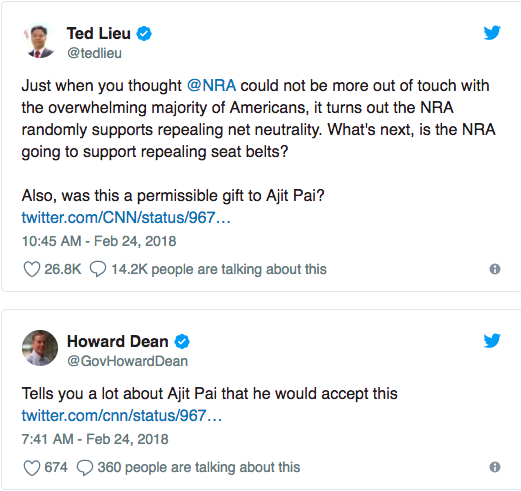 Ted Lieu
@tedlieu
Just when you thought @NRA could not be more out of touch with
the overwhelming majority of Americans, it turns out the NRA
randomly supports repealing net neutrality. What's next, is the NRA
going to support repealing seat belts?
Also, was this a permissible gift to Ajit Pai?
twitter.com/CNN/status/967…
10:45 AM - Feb 24, 2018
26.8K 14.2K people are talking about this
Howard Dean
@GovHowardDean
Tells you a lot about Ajit Pai that he would accept this
twitter.com/cnn/status/967…
7:41 AM - Feb 24, 2018
674 360 people are talking about this